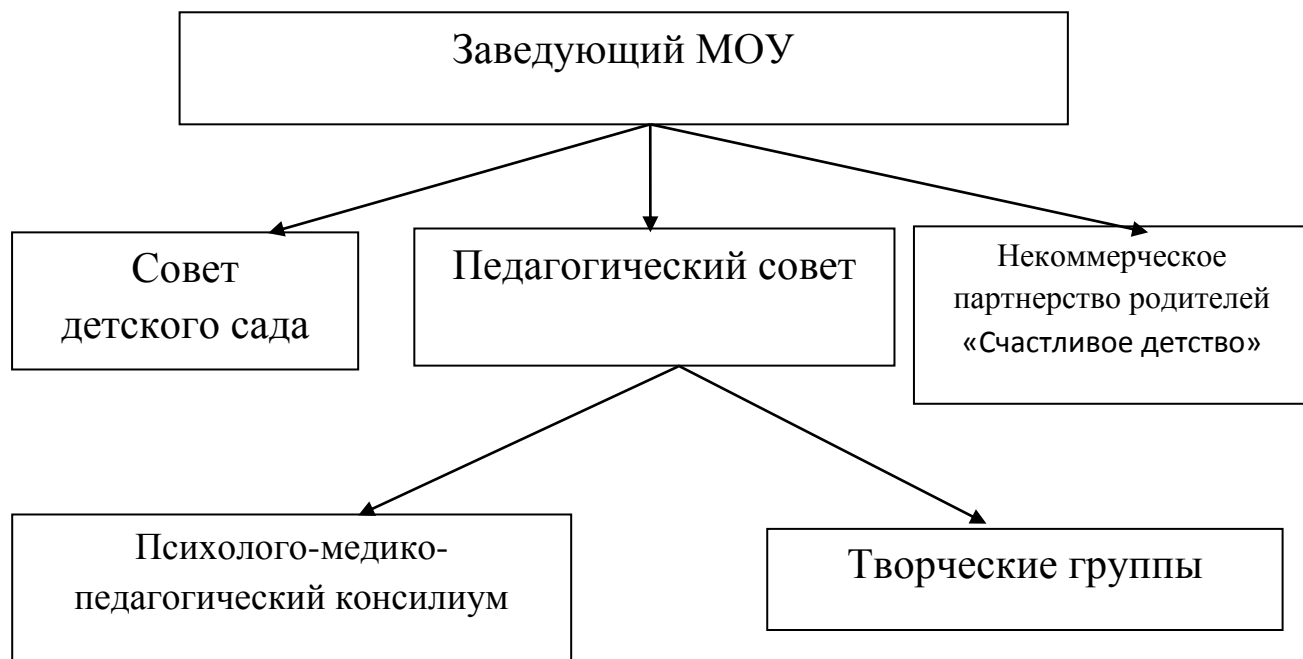 Заведующий МОУ
Совет
детского сада
Педагогический совет
Некоммерческое
партнерство родителей
«Счастливое детство»
Психолого-медико-
педагогический консилиум
Творческие группы